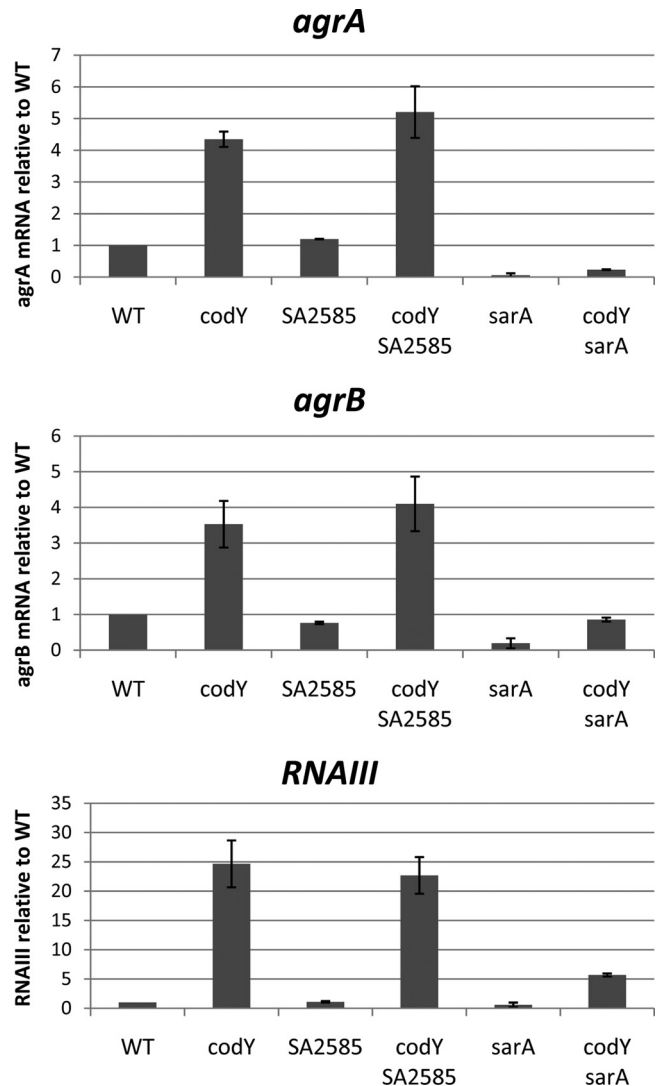 agrA
agrA mRNA relative to WT
7
6
5
4
3
2
1
0
WT codY SA2585 codY SA2585 sarA codY sarA
agrB
agrB mRNA relative to WT
6
5
4
3
2
1
0
WT codY SA2585 codY SA2585 sarA codY sarA
RNAIII
RNAIII relative to WT
35
30
25
20
15
10
5
0
WT codY SA2585 codY SA2585 sarA codY sarA